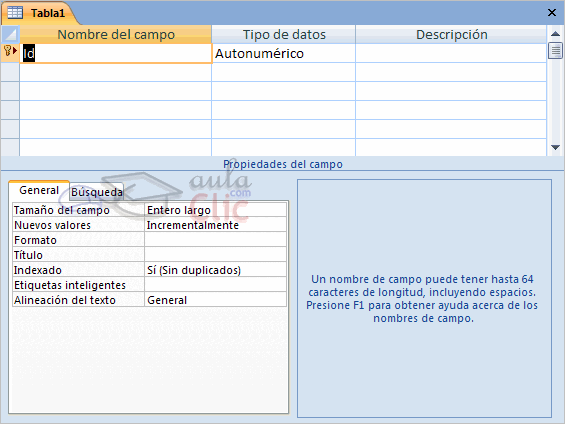 Tabla1
Nombre del campo Tipo de datos Descripción
Id Autonumérico
Propiedades del campo
General Búsqueda
aula
.com
Clic
Tamaño del campo Entero largo
Nuevos valores Incrementalmente
Formato
Título
Indexado Sí (Sin duplicados)
Etiquetas inteligentes
Alineación del texto General
Un nombre de campo puede tener hasta 64
caracteres de longitud, incluyendo espacios.
Presione F1 para obtener ayuda acerca de los
nombres de campo.